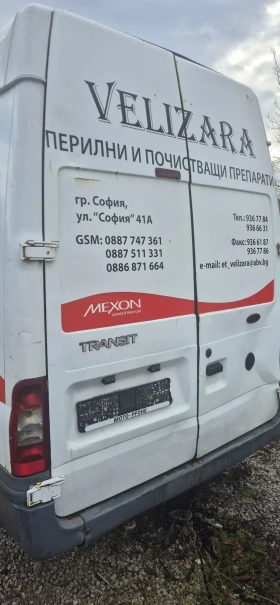 VELIZARA
ПЕРИЛНИ И ПОЧИСТВАЩИ ПРЕПАРАТИ
гр. София,
ул. "София" 41А
GSM: 0887 747 361
0887 511 331
0886 871 664
Тел.: 936 77 84
936 66 31
Факс: 936 61 87
936 77 86
e-mail: et_velizara@abv.bg
MEXON
TRANSIT